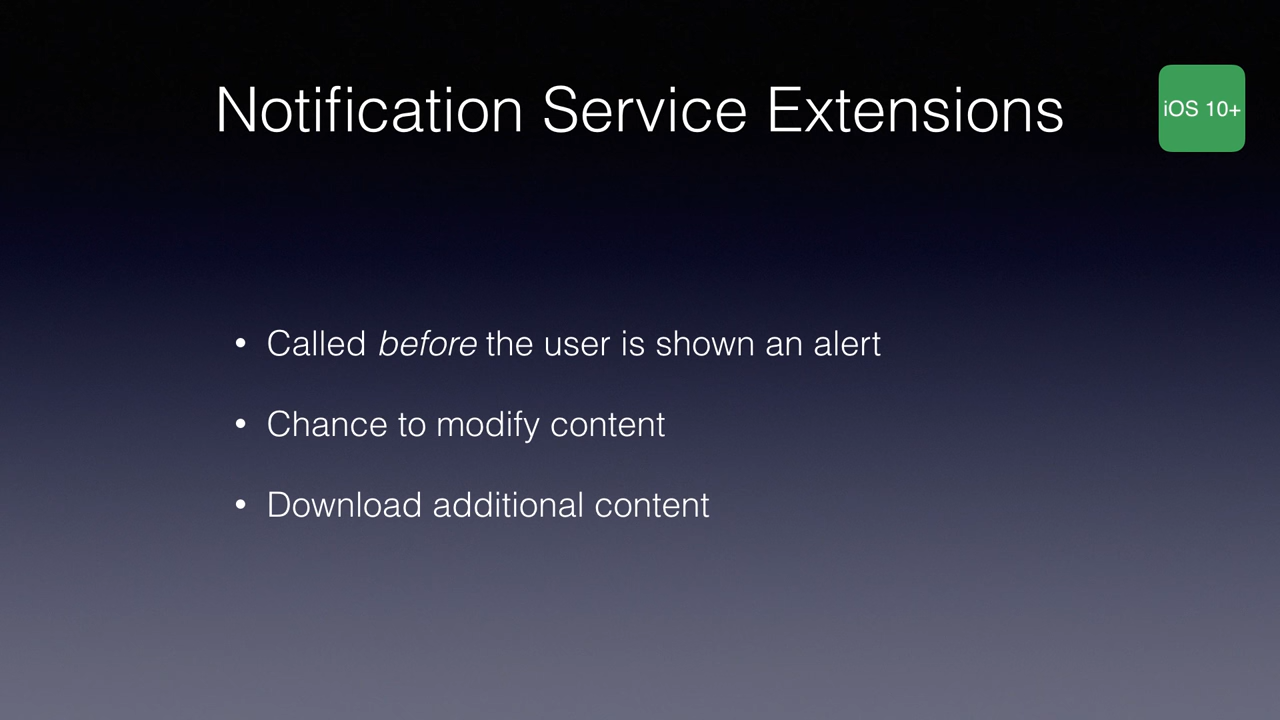 Notification Service Extensions
iOS 10+
• Called before the user is shown an alert
• Chance to modify content
• Download additional content